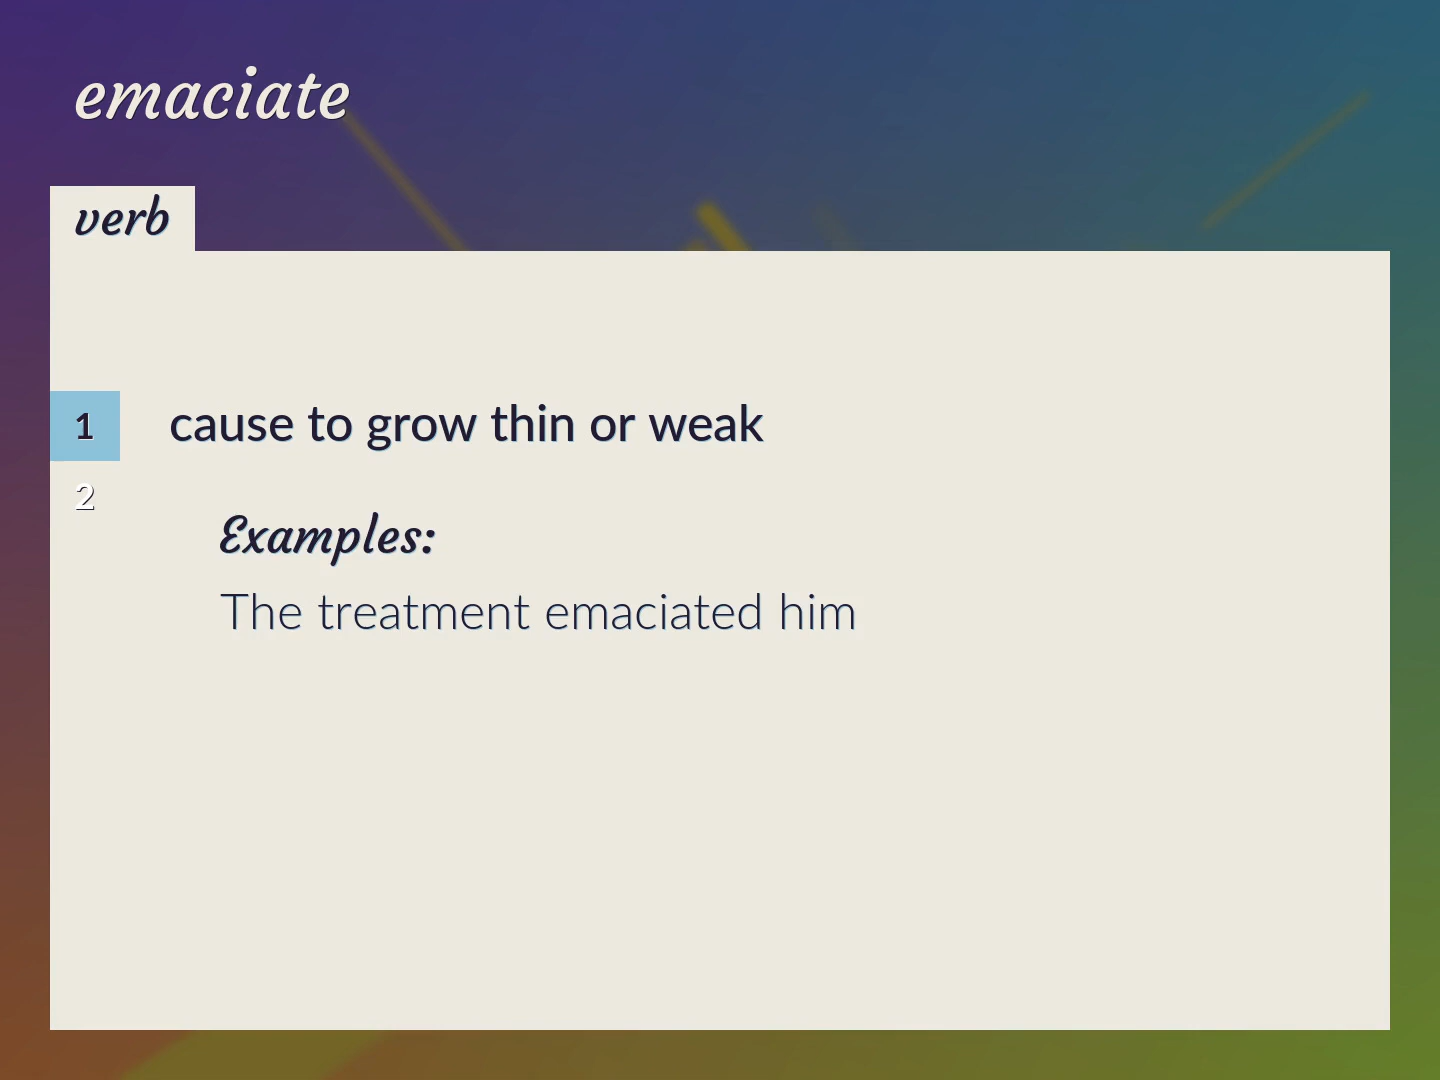 emaciate
verb
1 cause to grow thin or weak
2
Examples:
The treatment emaciated him